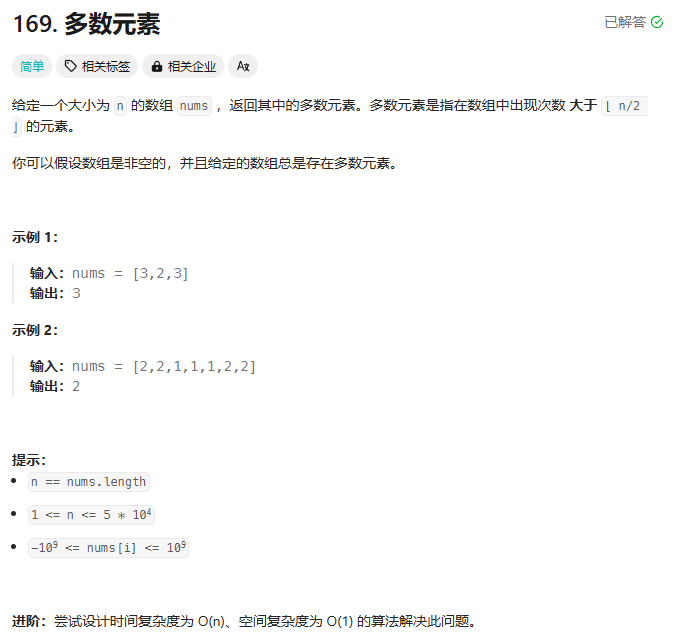 169. 多数元素
已解答
简单 相关标签 相关企业 Aあ
给定一个大小为 n 的数组 nums ，返回其中的多数元素。多数元素是指在数组中出现次数 大于 ⌊ n/2
⌋ 的元素。
你可以假设数组是非空的，并且给定的数组总是存在多数元素。
示例 1：
输入：nums = [3,2,3]
输出：3
示例 2：
输入：nums = [2,2,1,1,1,2,2]
输出：2
提示：
n == nums.length
1 <= n <= 5 * 10⁴
-10⁹ <= nums[i] <= 10⁹
进阶：尝试设计时间复杂度为 O(n)、空间复杂度为 O(1) 的算法解决此问题。